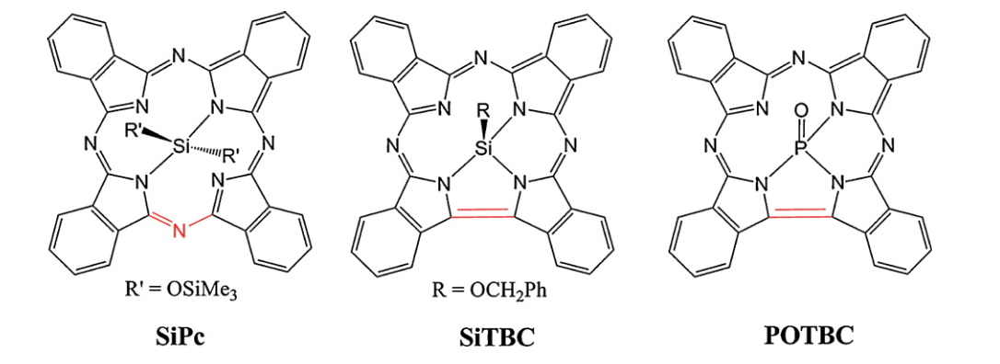 N N N
N N N N O N
R' R
N Si N N Si N N P N
R'
N N N N N N
N
R' = OSiMe₃ R = OCH₂Ph
SiPc SiTBC POTBC